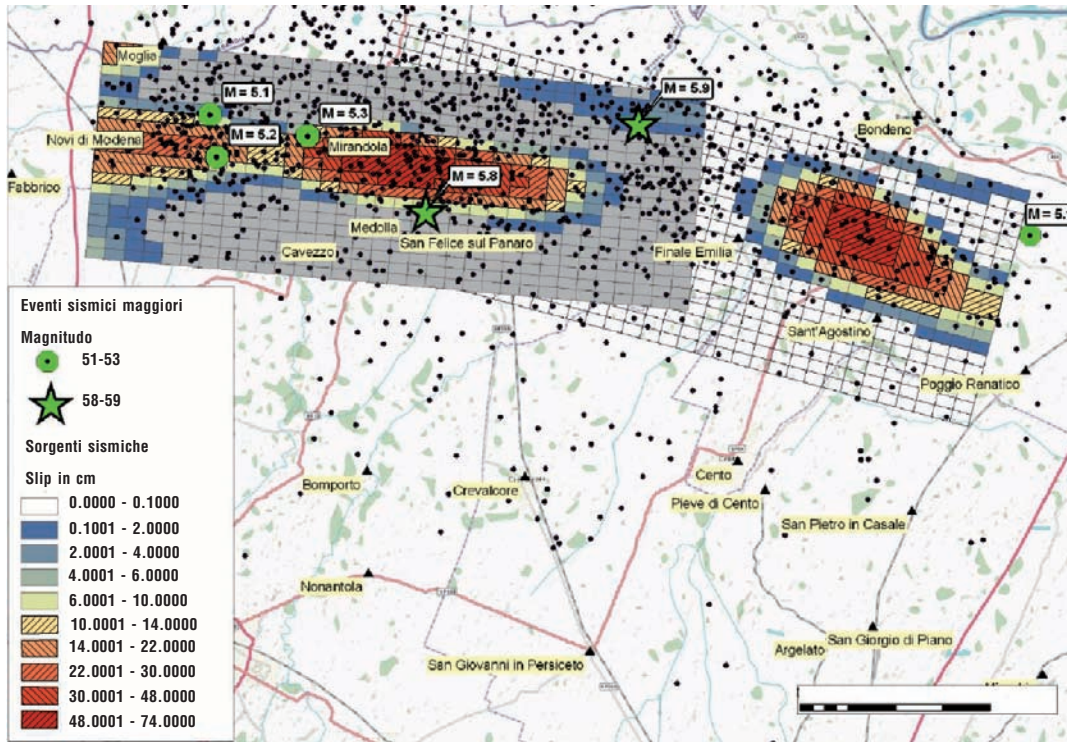 Moglia
M = 5.1
M = 5.9
M = 5.3
M = 5.2
Novi di Modena
Mirandola
Bondeno
Fabbrico
M = 5.8
Medolla
San Felice sul Panaro
Cavezzo
Finale Emilia
Sant'Agostino
Poggio Renatico
Eventi sismici maggiori
Magnitudo
51-53
58-59
Sorgenti sismiche
Slip in cm
0.0000 - 0.1000
0.1001 - 2.0000
2.0001 - 4.0000
4.0001 - 6.0000
6.0001 - 10.0000
10.0001 - 14.0000
14.0001 - 22.0000
22.0001 - 30.0000
30.0001 - 48.0000
48.0001 - 74.0000
Bomporto
Crevalcore
Cento
Pieve di Cento
San Pietro in Casale
Nonantola
San Giovanni in Persiceto
Argelato
San Giorgio di Piano